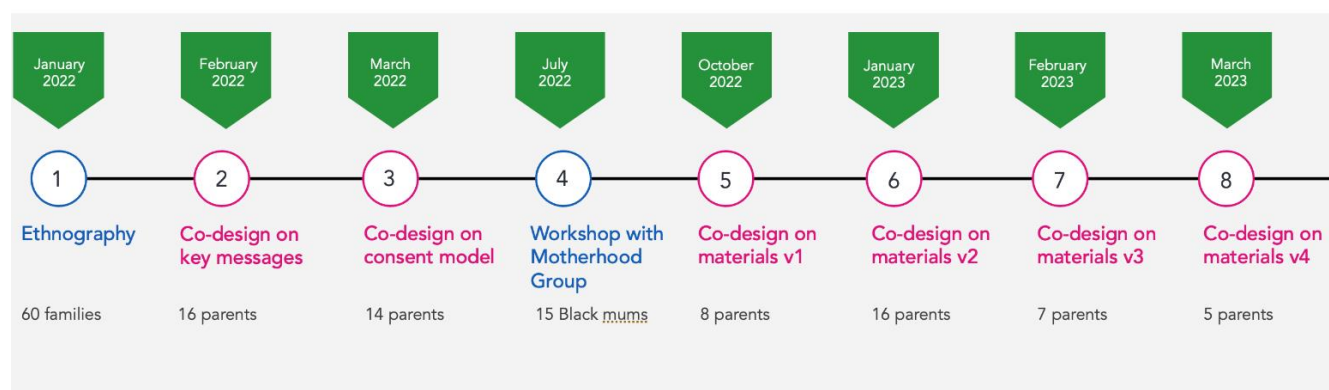 January
2022
February
2022
March
2022
July
2022
October
2022
January
2023
February
2023
March
2023
1
2
3
4
5
6
7
8
Ethnography
Co-design on
key messages
Co-design on
consent model
Workshop with
Motherhood
Group
Co-design on
materials v1
Co-design on
materials v2
Co-design on
materials v3
Co-design on
materials v4
60 families
16 parents
14 parents
15 Black mums
8 parents
16 parents
7 parents
5 parents